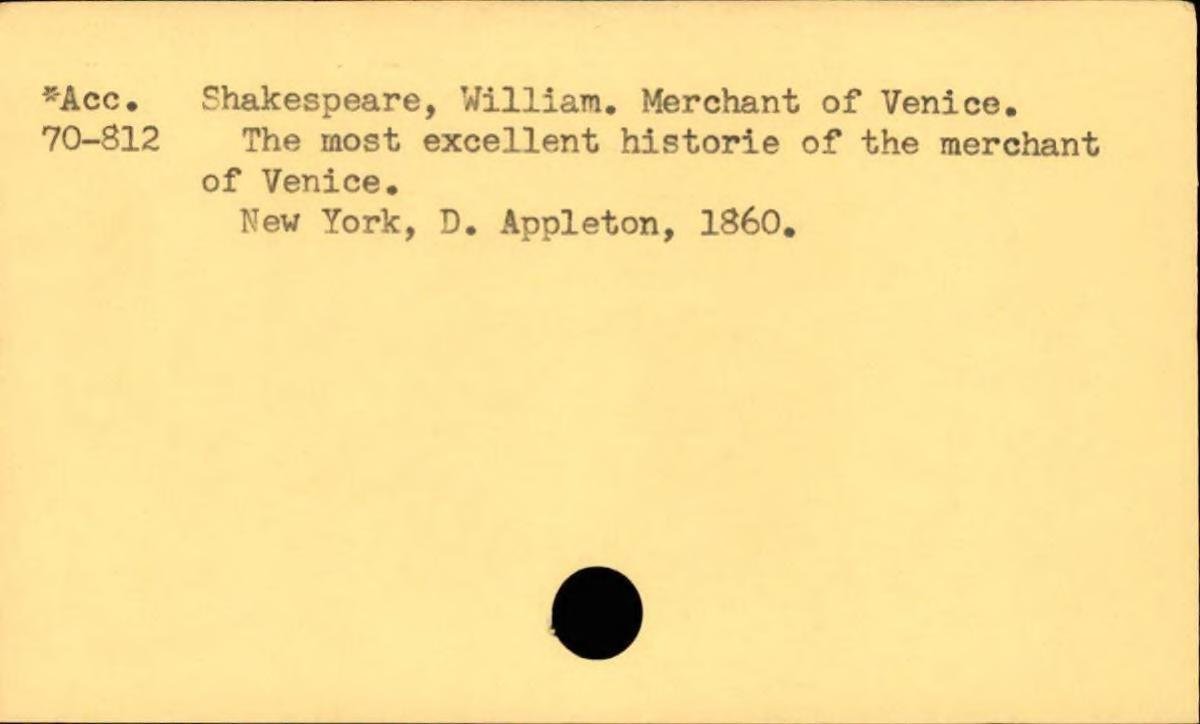 *Acc. Shakespeare, William. Merchant of Venice.
70-812 The most excellent historie of the merchant
of Venice.
New York, D. Appleton, 1860.